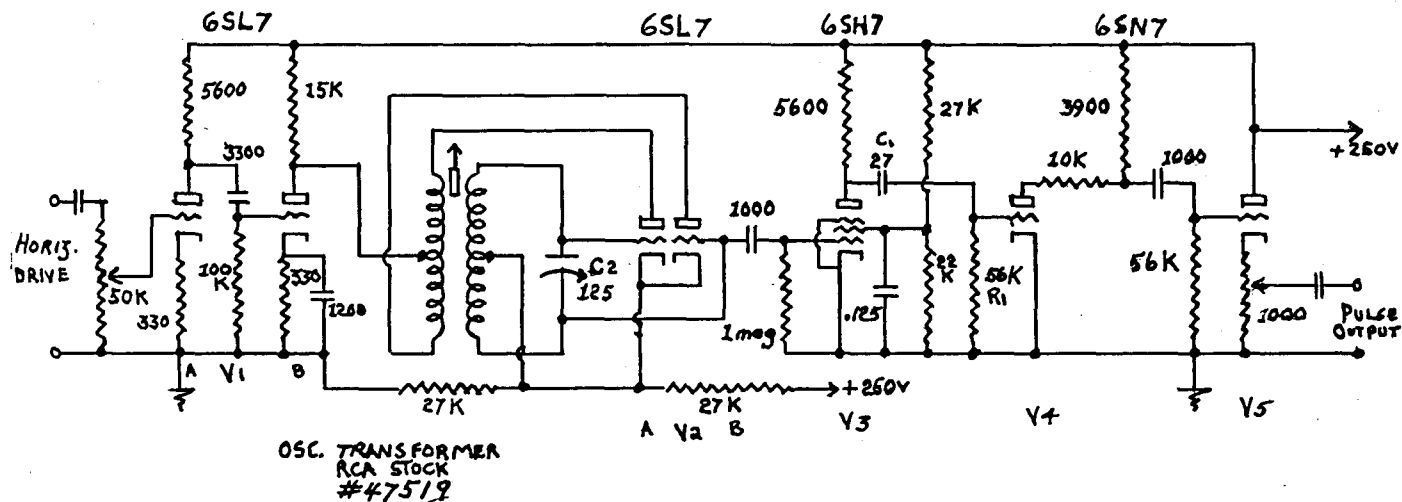 6SL7
6SL7
6SH7
6SN7
5600
15K
5600
27K
3900
C1
27
10K
1000
+250V
3300
1000
HORIZ.
DRIVE
50K
330
100
K
330
1200
C2
125
1meg
.125
22
K
56K
R1
56K
1000
PULSE
OUTPUT
A
V1
B
27K
27K
+250V
A
V2
B
V3
V4
V5
OSC. TRANSFORMER
RCA STOCK
#47519